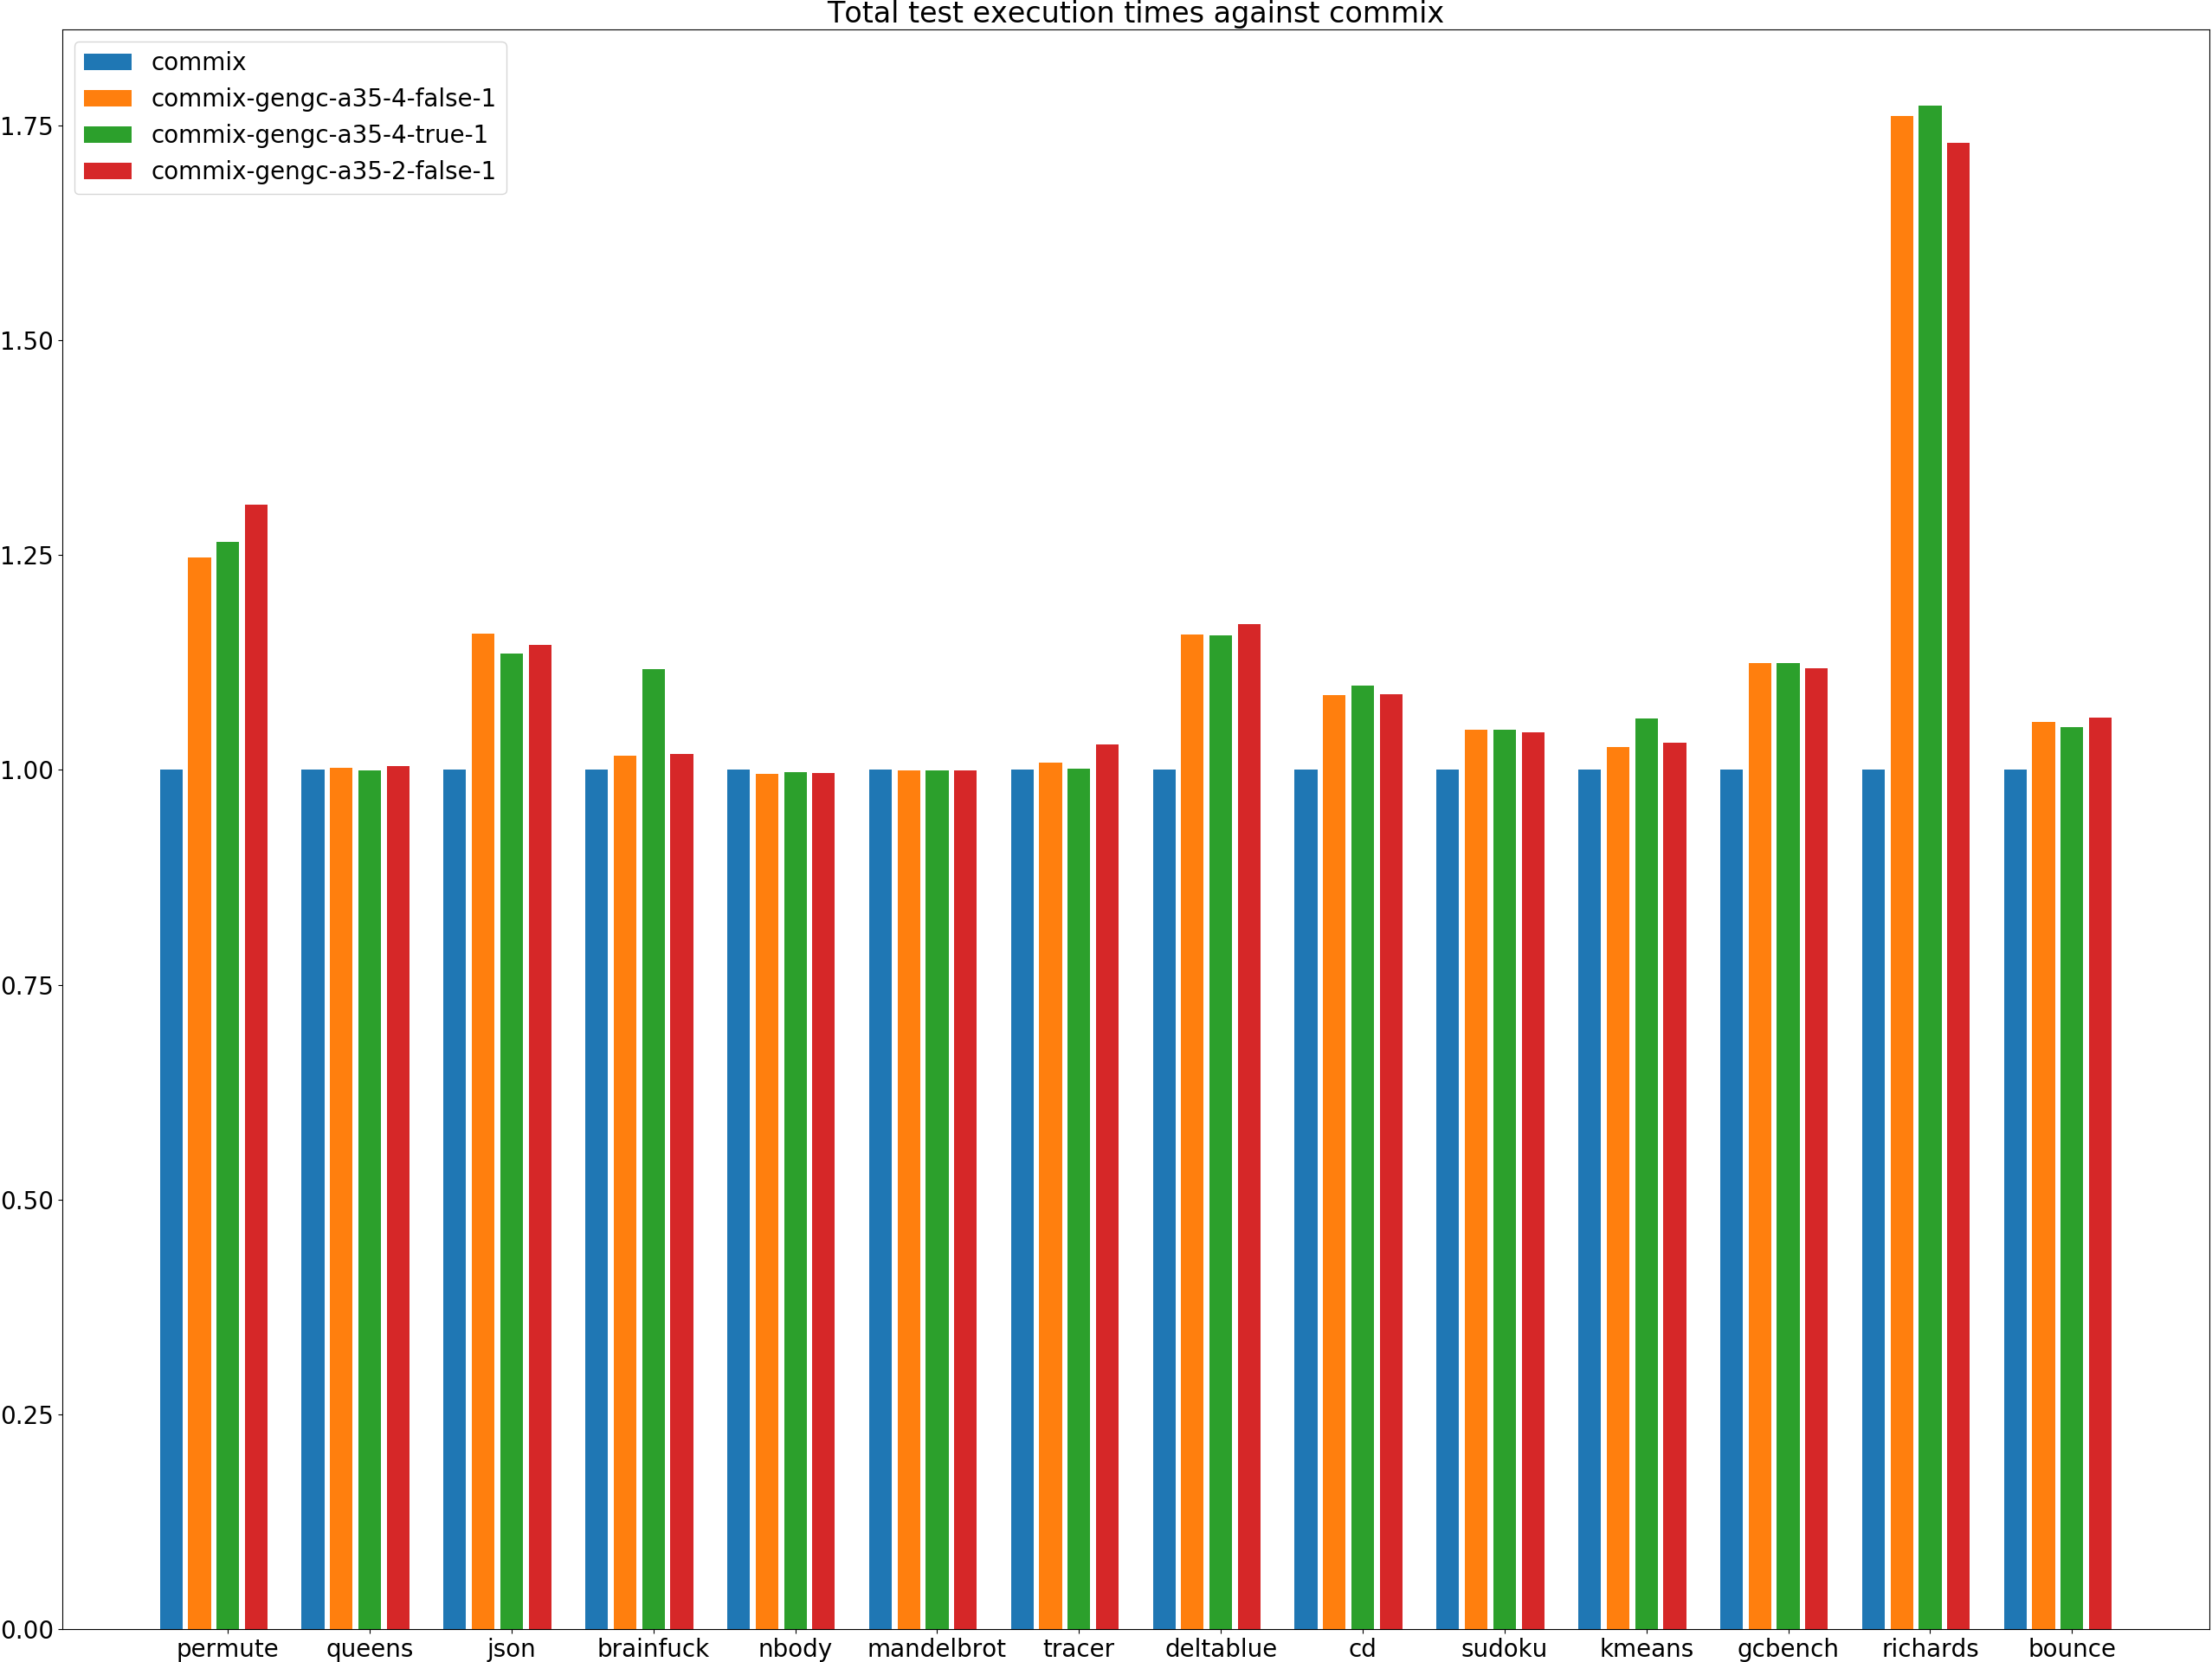 Total test execution times against commix
commix
commix-gengc-a35-4-false-1
commix-gengc-a35-4-true-1
commix-gengc-a35-2-false-1
1.75
1.50
1.25
1.00
0.75
0.50
0.25
0.00
permute queens json brainfuck nbody mandelbrot tracer deltablue cd sudoku kmeans gcbench richards bounce